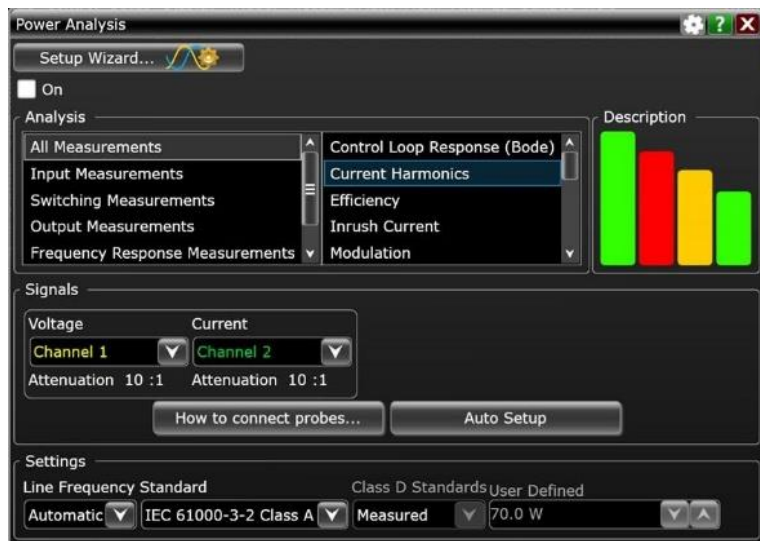 Power Analysis
?
X
Setup Wizard...
On
Analysis
All Measurements
Input Measurements
Switching Measurements
Output Measurements
Frequency Response Measurements
Control Loop Response (Bode)
Current Harmonics
Efficiency
Inrush Current
Modulation
Description
Signals
Voltage
Current
Channel 1
Channel 2
Attenuation 10 :1
Attenuation 10 :1
How to connect probes...
Auto Setup
Settings
Line Frequency
Standard
Class D Standards
User Defined
Automatic
IEC 61000-3-2 Class A
Measured
70.0 W